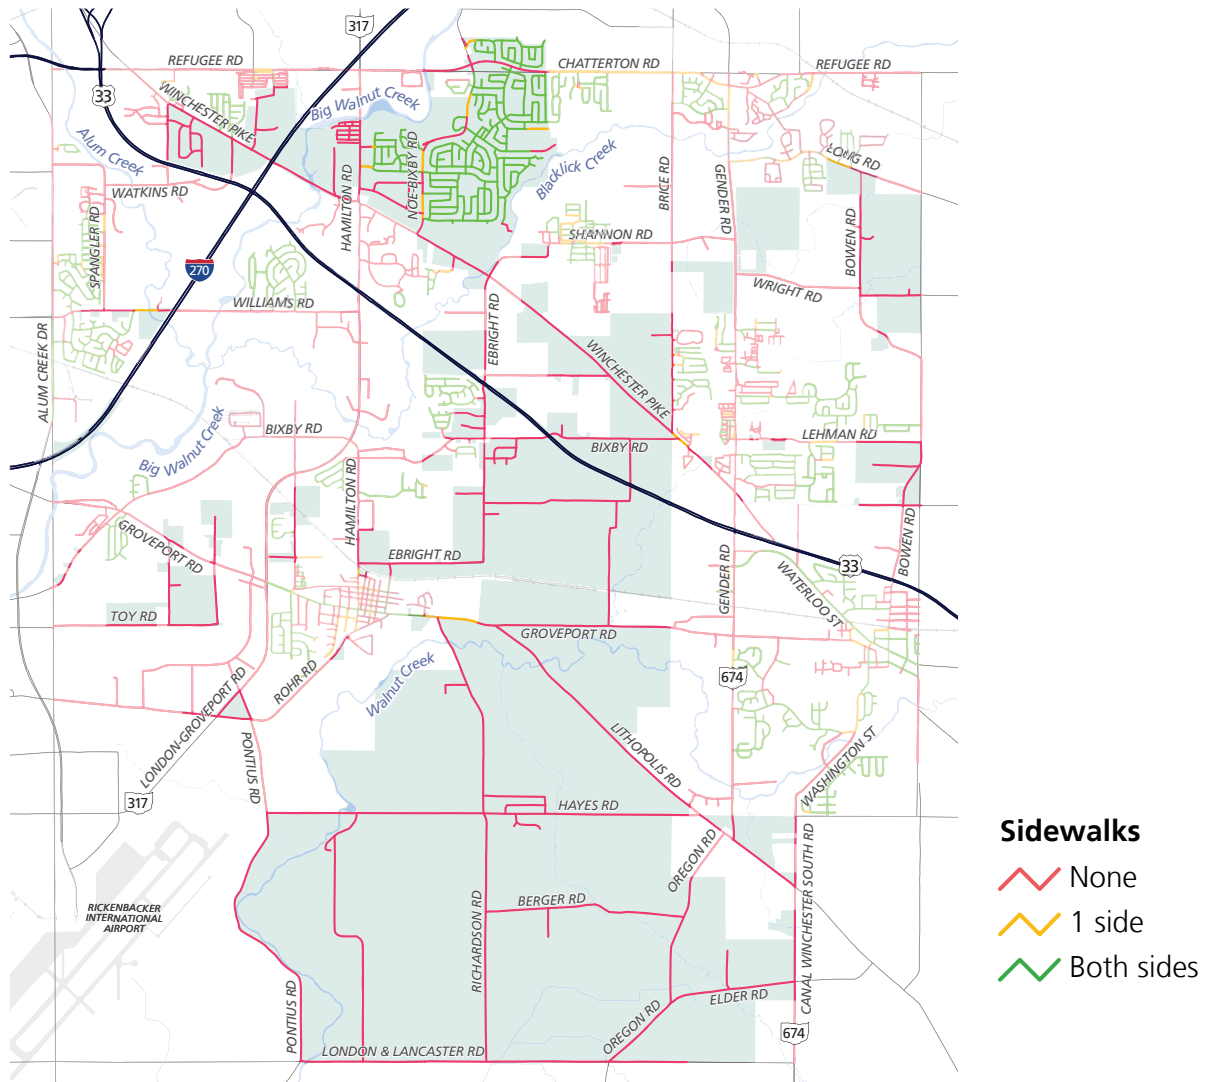 317
REFUGEE RD
CHATTERTON RD
REFUGEE RD
33
WINCHESTER PIKE
Big Walnut Creek
Alum Creek
NOE-BIXBY RD
Blacklick Creek
LONG RD
WATKINS RD
HAMILTON RD
BRICE RD
GENDER RD
SPANGLER RD
SHANNON RD
BOWEN RD
270
WRIGHT RD
WILLIAMS RD
EBRIGHT RD
ALUM CREEK DR
WINCHESTER PIKE
BIXBY RD
LEHMAN RD
BIXBY RD
Big Walnut Creek
HAMILTON RD
GROVEPORT RD
BOWEN RD
EBRIGHT RD
33
GENDER RD
WATERLOO ST
TOY RD
GROVEPORT RD
Walnut Creek
ROHR RD
674
LONDON-GROVEPORT RD
LITHOPOLIS RD
WASHINGTON ST
PONTIUS RD
317
HAYES RD
Sidewalks
None
1 side
Both sides
OREGON RD
CANAL WINCHESTER SOUTH RD
RICKENBACKER
INTERNATIONAL
AIRPORT
BERGER RD
RICHARDSON RD
PONTIUS RD
ELDER RD
OREGON RD
674
LONDON & LANCASTER RD